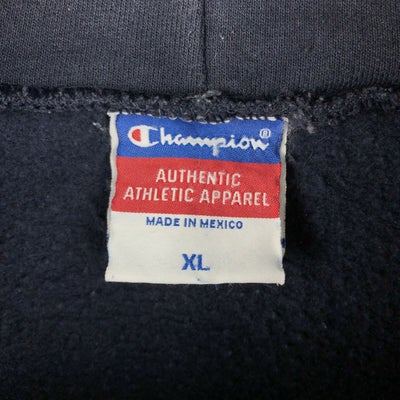 Champion®
AUTHENTIC
ATHLETIC APPAREL
MADE IN MEXICO
XL